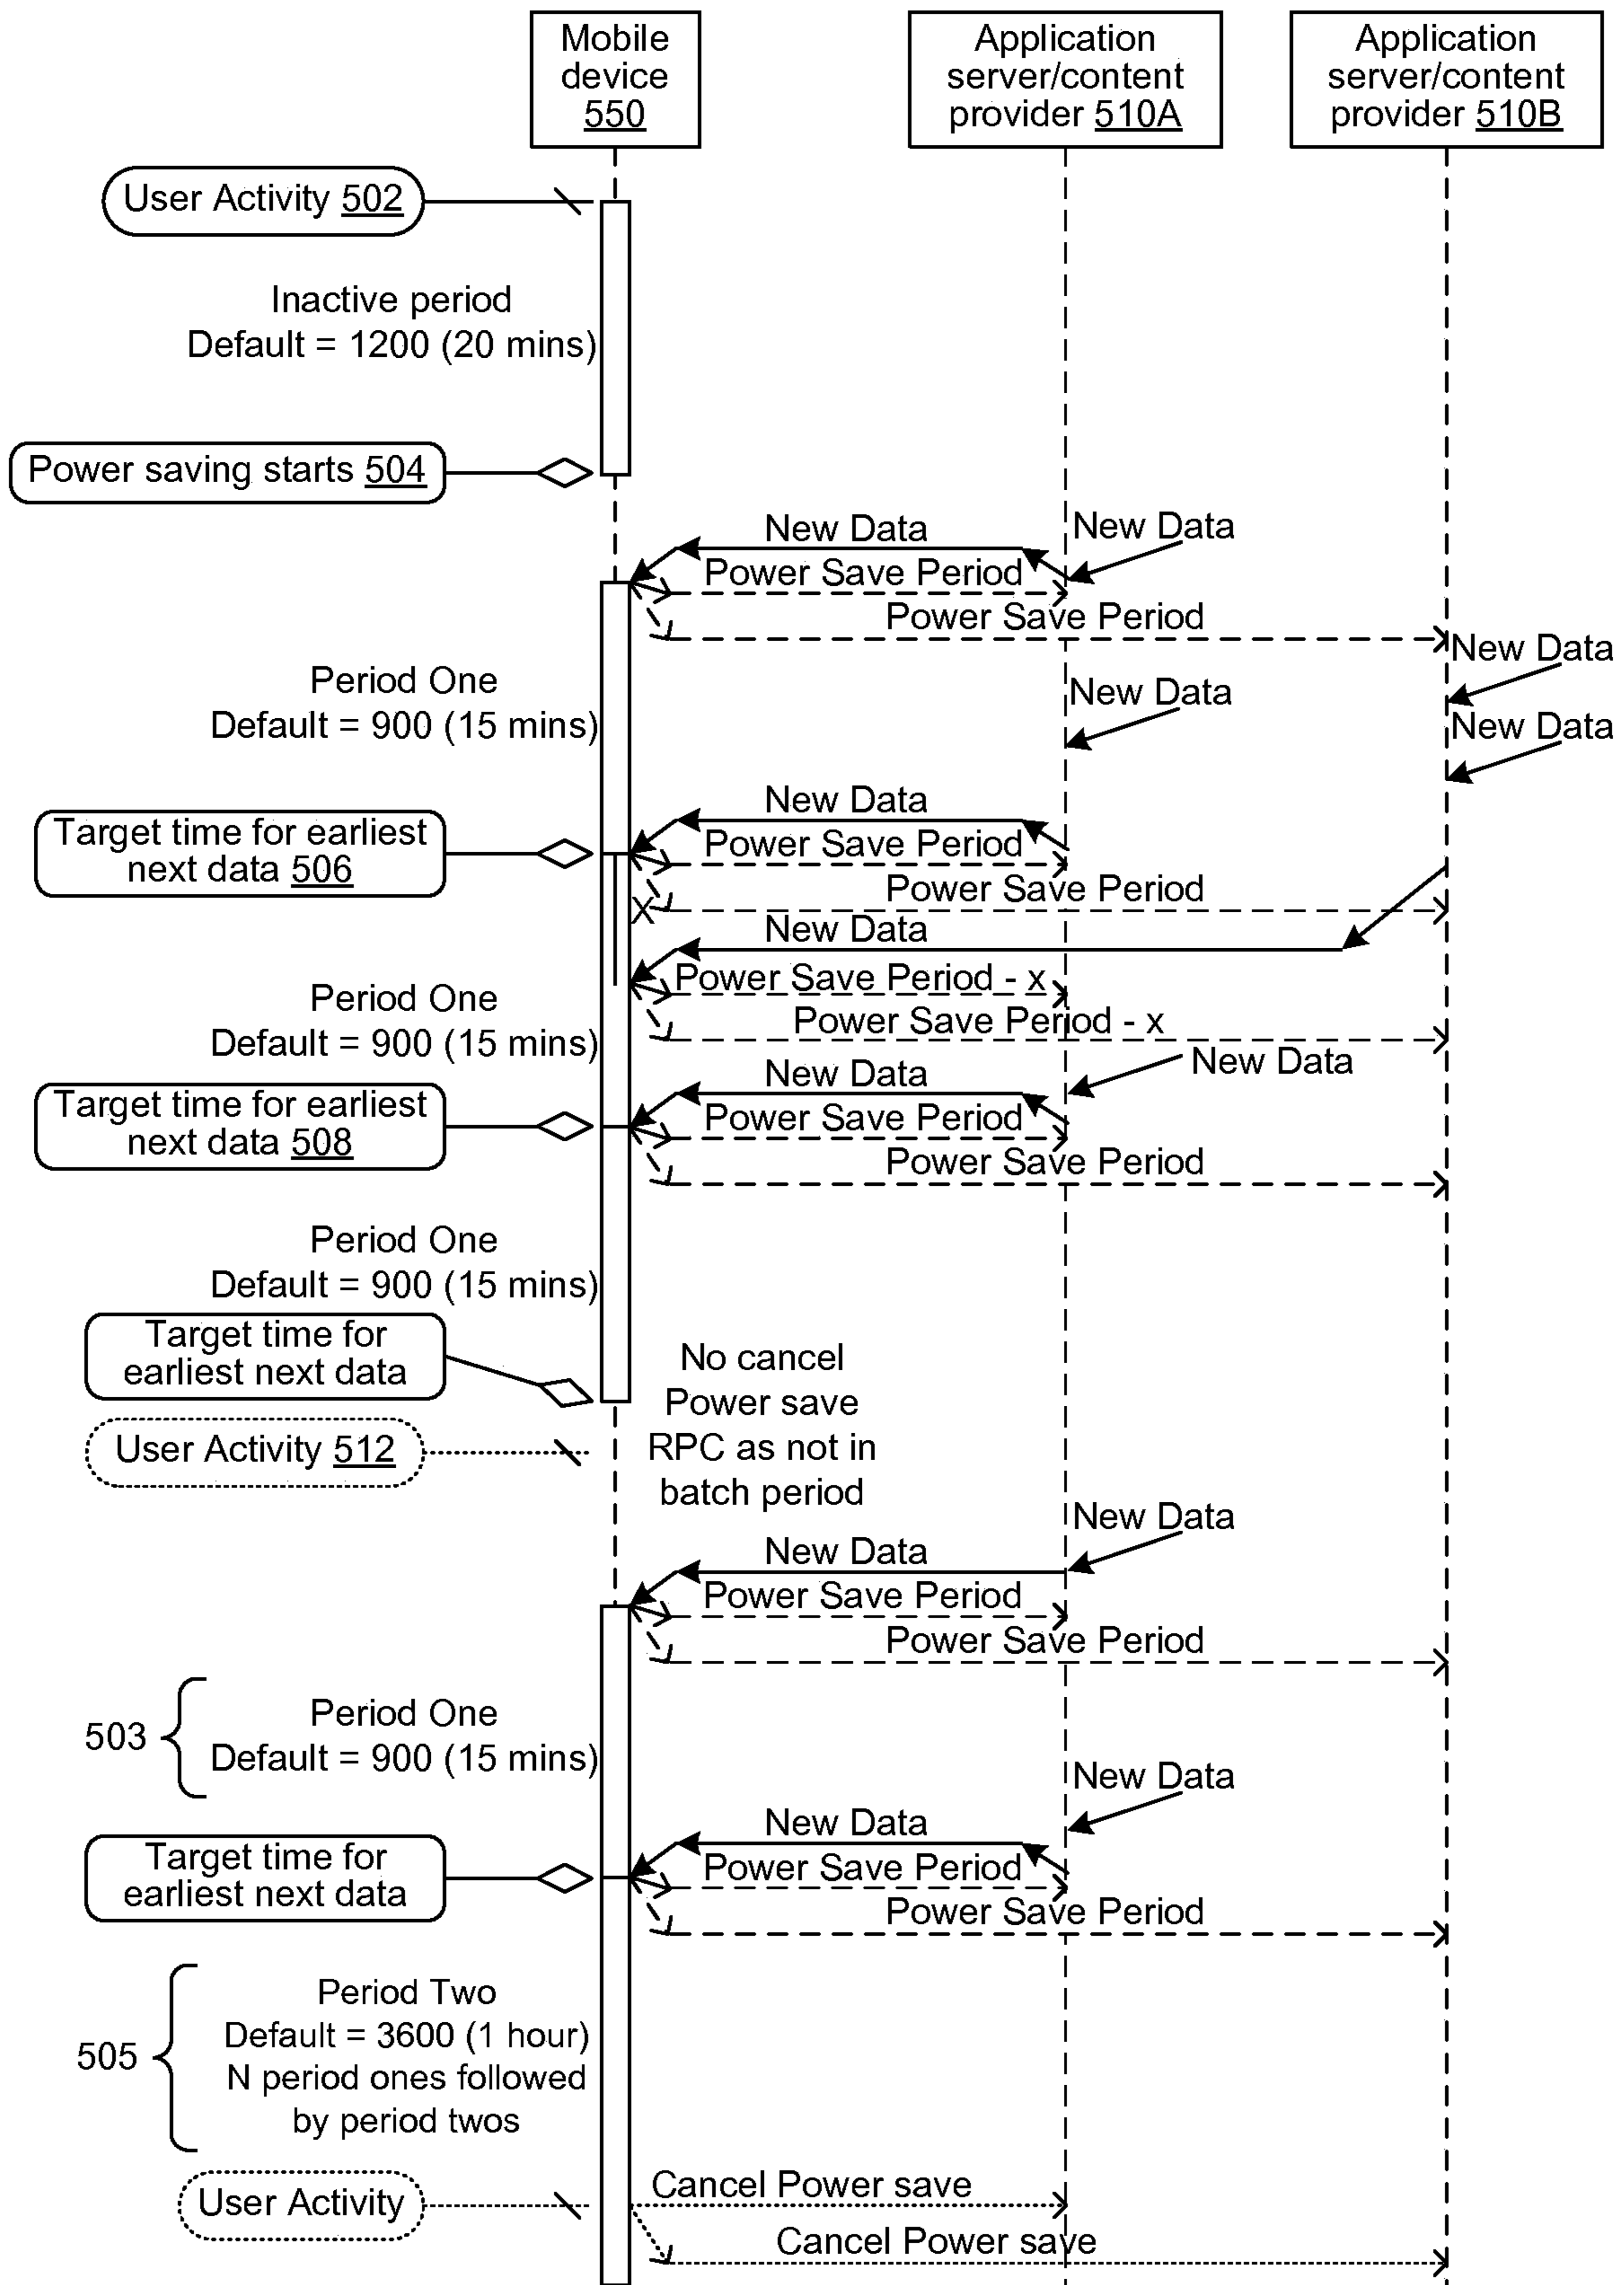 Mobile
device
550
Application
server/content
provider 510A
Application
server/content
provider 510B
User Activity 502
Inactive period
Default = 1200 (20 mins)
Power saving starts 504
New Data
New Data
Power Save Period
Power Save Period
New Data
Period One
Default = 900 (15 mins)
New Data
New Data
New Data
Target time for earliest
next data 506
Power Save Period
Power Save Period
X
New Data
Power Save Period - x
Period One
Default = 900 (15 mins)
Power Save Period - x
New Data
New Data
Target time for earliest
next data 508
Power Save Period
Power Save Period
Period One
Default = 900 (15 mins)
Target time for
earliest next data
No cancel
Power save
RPC as not in
batch period
User Activity 512
New Data
New Data
Power Save Period
Power Save Period
503
Period One
Default = 900 (15 mins)
New Data
New Data
Target time for
earliest next data
Power Save Period
Power Save Period
505
Period Two
Default = 3600 (1 hour)
N period ones followed
by period twos
User Activity
Cancel Power save
Cancel Power save